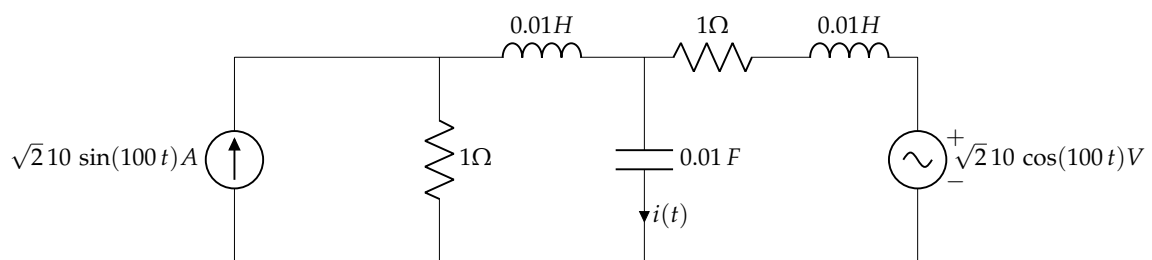 0.01H
1Ω
0.01H
√2 10 sin(100 t) A
1Ω
0.01 F
+
√2 10 cos(100 t)V
−
i(t)